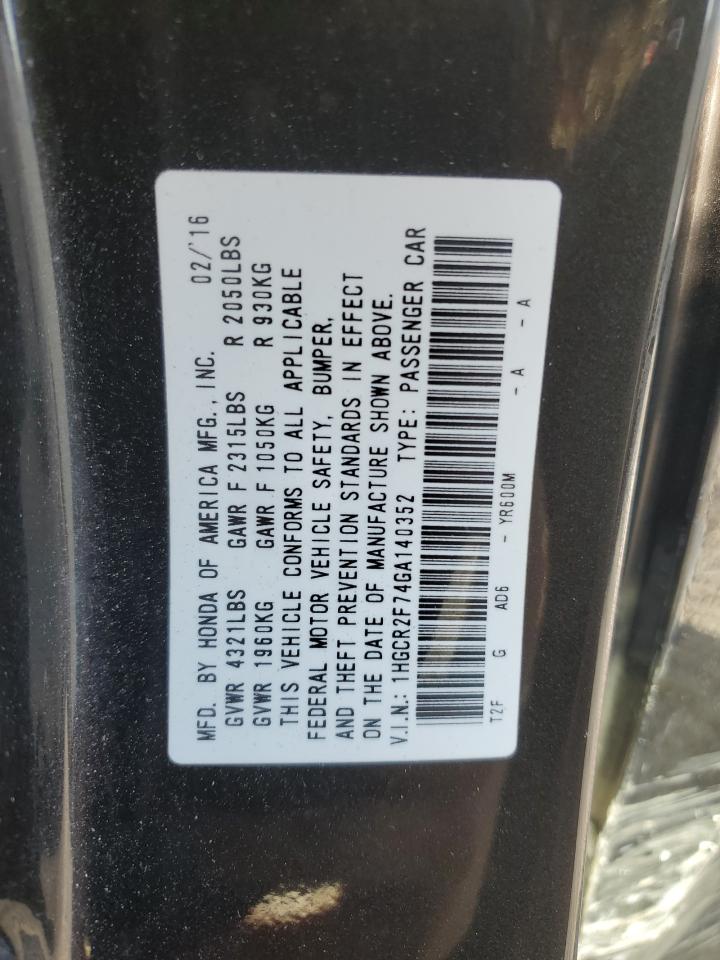 MFD. BY HONDA OF AMERICA MFG., INC. 02/'16
GVWR 4321LBS GAWR F 2315LBS R 2050LBS
GVWR 1960KG GAWR F 1050KG R 930KG
THIS VEHICLE CONFORMS TO ALL APPLICABLE
FEDERAL MOTOR VEHICLE SAFETY, BUMPER,
AND THEFT PREVENTION STANDARDS IN EFFECT
ON THE DATE OF MANUFACTURE SHOWN ABOVE.
V.I.N.: 1HGCR2F74GA140352 TYPE: PASSENGER CAR
T2F G AD6 - YR600M - A - A